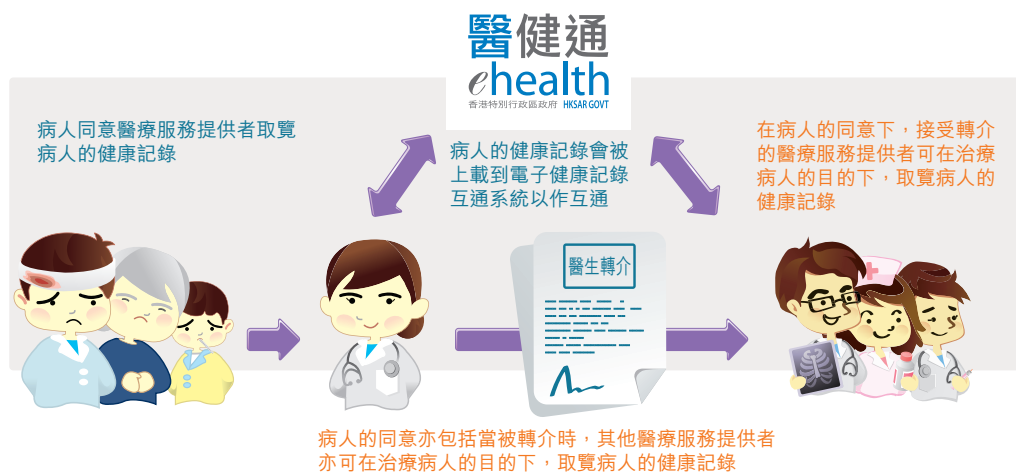 醫健通
ehealth
香港特別行政區政府 HKSAR GOVT
病人同意醫療服務提供者取覽
病人的健康記錄
病人的健康記錄會被
上載到電子健康記錄
互通系統以作互通
在病人的同意下，接受轉介
的醫療服務提供者可在治療
病人的目的下，取覽病人的
健康記錄
醫生轉介
病人的同意亦包括當被轉介時，其他醫療服務提供者
亦可在治療病人的目的下，取覽病人的健康記錄